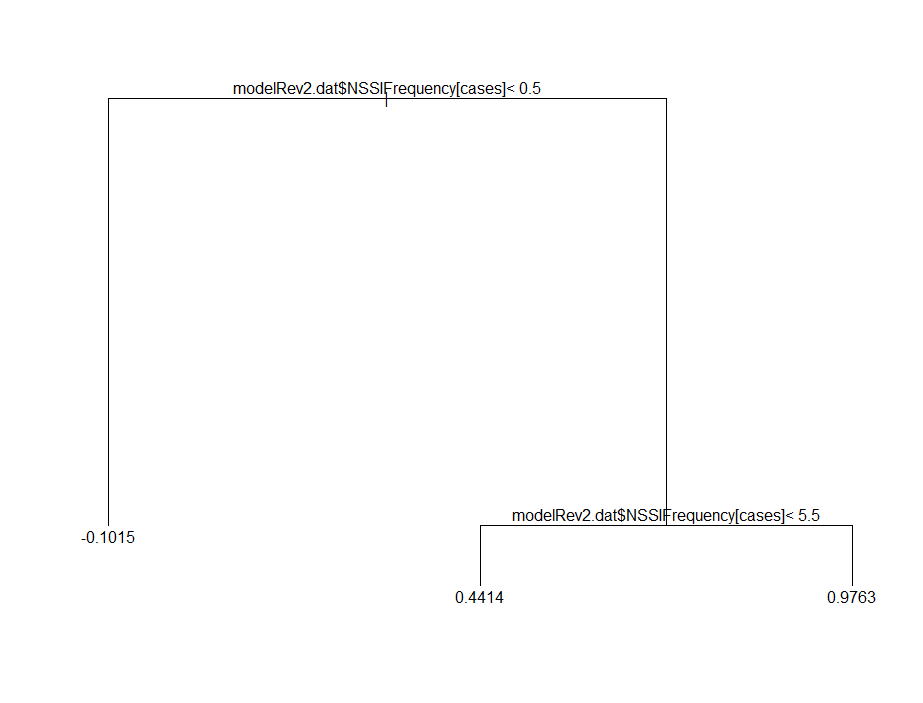 modelRev2.dat$NSSIFrequency[cases]< 0.5
modelRev2.dat$NSSIFrequency[cases]< 5.5
-0.1015
0.4414
0.9763